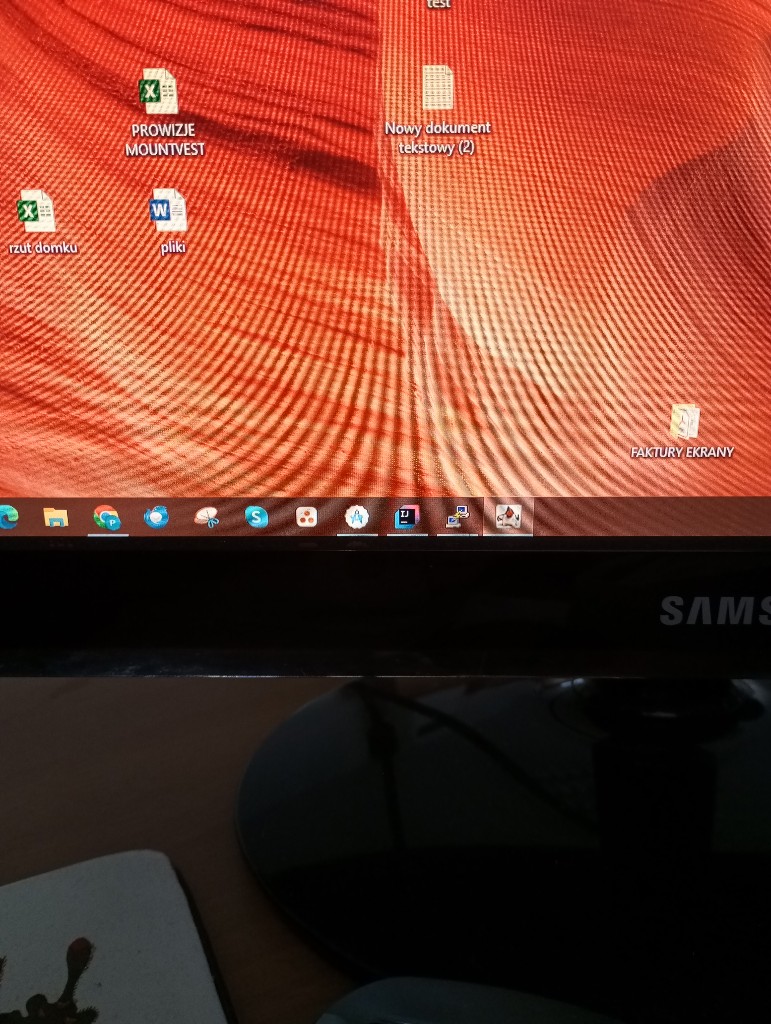 test
PROWIZJE
MOUNTVEST
Nowy dokument
tekstowy (2)
rzut domku
pliki
FAKTURY EKRANY
SAMS